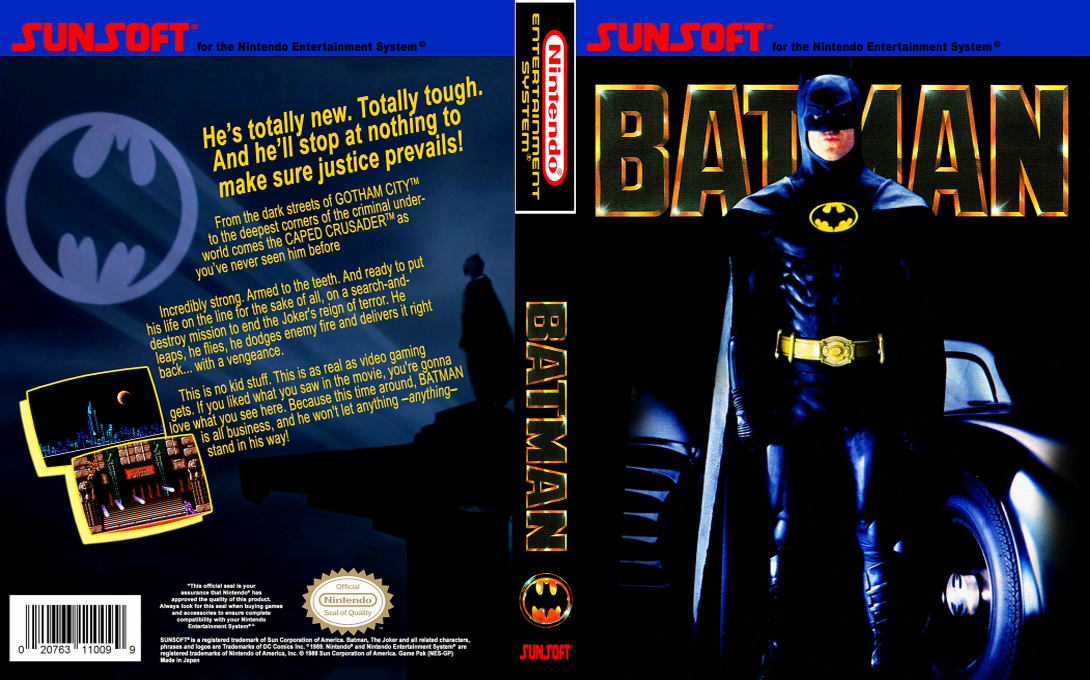 SUNSOFT® for the Nintendo Entertainment System®
He's totally new. Totally tough.
And he'll stop at nothing to
make sure justice prevails!
From the dark streets of GOTHAM CITY™
to the deepest corners of the criminal under-
world comes the CAPED CRUSADER™ as
you've never seen him before
Incredibly strong. Armed to the teeth. And ready to put
his life on the line for the sake of all, on a search-and-
destroy mission to end the Joker's reign of terror. He
leaps, he flies, he dodges enemy fire and delivers it right
back... with a vengeance.
This is no kid stuff. This is as real as video gaming
gets. If you liked what you saw in the movie, you're gonna
love what you see here. Because this time around, BATMAN
is all business, and he won't let anything –anything–
stand in his way!
0 20763 11009 9
"This official seal is your
assurance that Nintendo® has
approved the quality of this product.
Always look for this seal when buying games
and accessories to ensure complete
compatibility with your Nintendo
Entertainment System®."
Official
Nintendo
Seal of Quality
SUNSOFT® is a registered trademark of Sun Corporation of America. Batman, The Joker and all related characters,
phrases and logos are Trademarks of DC Comics Inc. ©1989. Nintendo® and Nintendo Entertainment System® are
registered trademarks of Nintendo of America, Inc. © 1989 Sun Corporation of America. Game Pak (NES-GP)
Made in Japan
Nintendo®
ENTERTAINMENT
SYSTEM®
BATMAN
SUNSOFT
SUNSOFT® for the Nintendo Entertainment System®
BATMAN